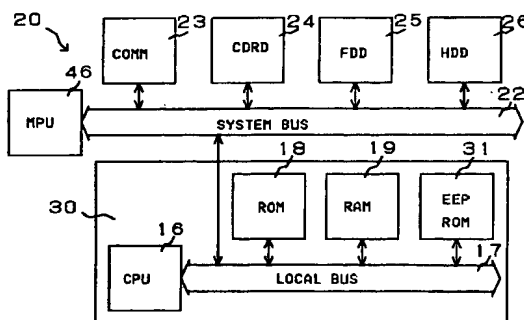 20
23
24
25
26
COMM
CDRD
FDD
HDD
46
MPU
22
SYSTEM BUS
30
18
19
31
16
ROM
RAM
EEP
ROM
17
CPU
LOCAL BUS